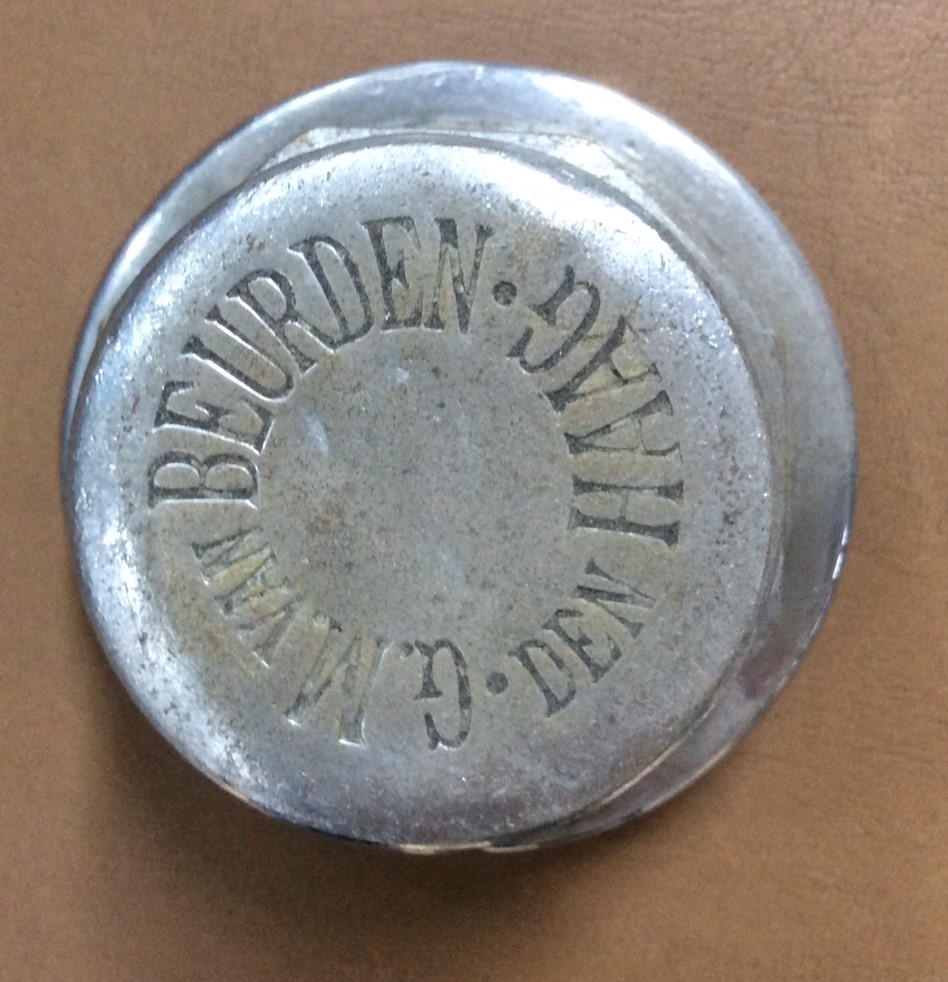 G. M. VAN BEURDEN •
DEN HAAG •